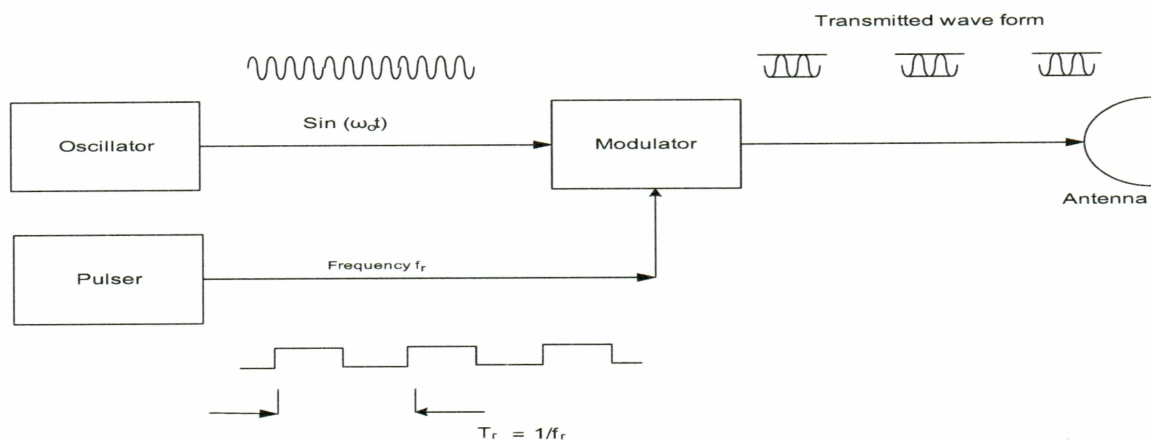 Transmitted wave form
Sin (ω₀t)
Oscillator
Modulator
Antenna
Pulser
Frequency fᵣ
Tᵣ = 1/fᵣ